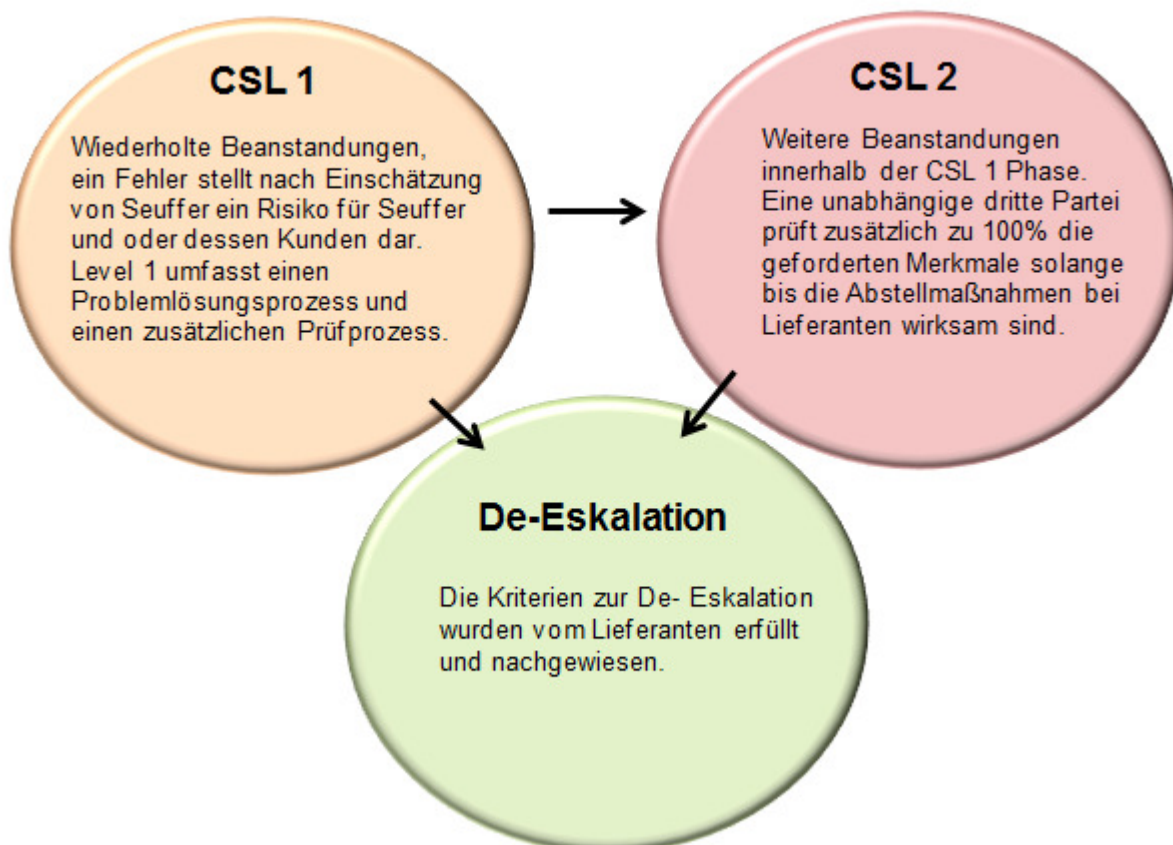 CSL 1
Wiederholte Beanstandungen,
ein Fehler stellt nach Einschätzung
von Seuffer ein Risiko für Seuffer
und oder dessen Kunden dar.
Level 1 umfasst einen
Problemlösungsprozess und
einen zusätzlichen Prüfprozess.
CSL 2
Weitere Beanstandungen
innerhalb der CSL 1 Phase.
Eine unabhängige dritte Partei
prüft zusätzlich zu 100% die
geforderten Merkmale solange
bis die Abstellmaßnahmen bei
Lieferanten wirksam sind.
De-Eskalation
Die Kriterien zur De- Eskalation
wurden vom Lieferanten erfüllt
und nachgewiesen.